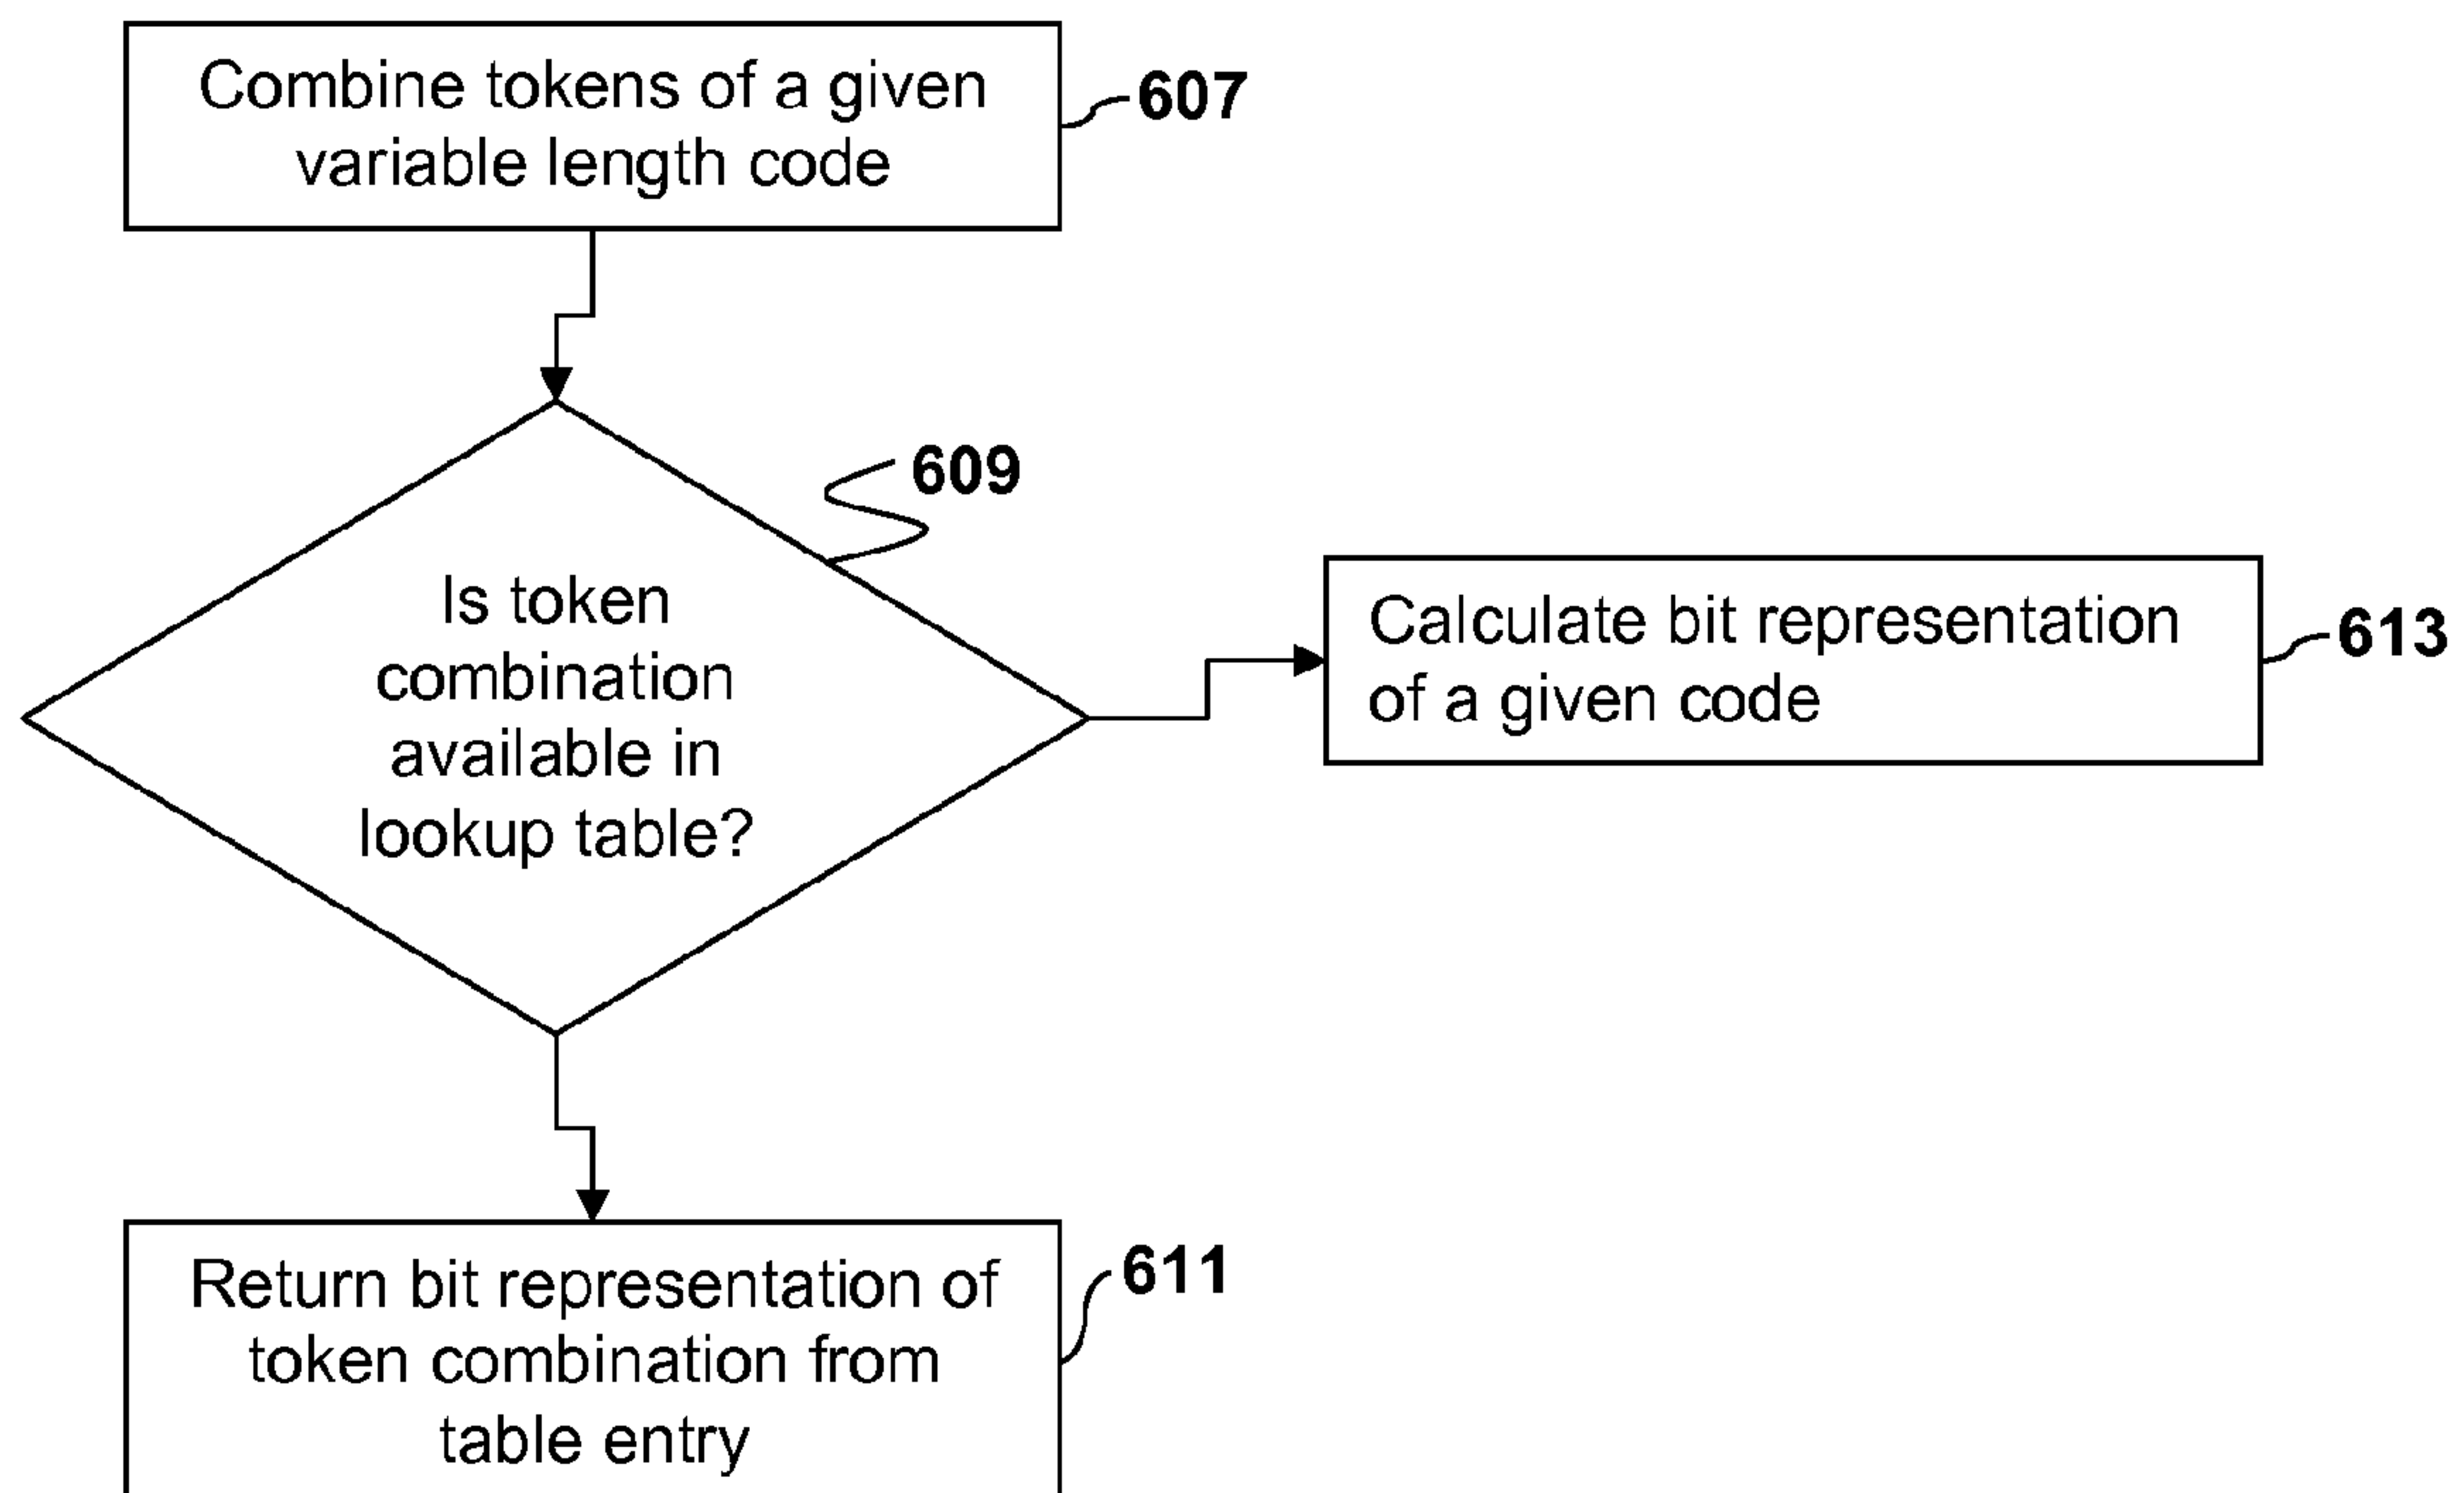 Combine tokens of a given
variable length code
607
609
Is token
combination
available in
lookup table?
Calculate bit representation
of a given code
613
Return bit representation of
token combination from
table entry
611